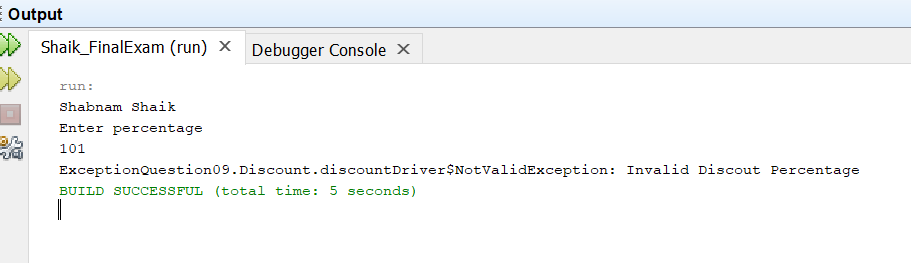 Output
Shaik_FinalExam (run) × Debugger Console ×
run:
Shabnam Shaik
Enter percentage
101
ExceptionQuestion09.Discount.discountDriver$NotValidException: Invalid Discout Percentage
BUILD SUCCESSFUL (total time: 5 seconds)